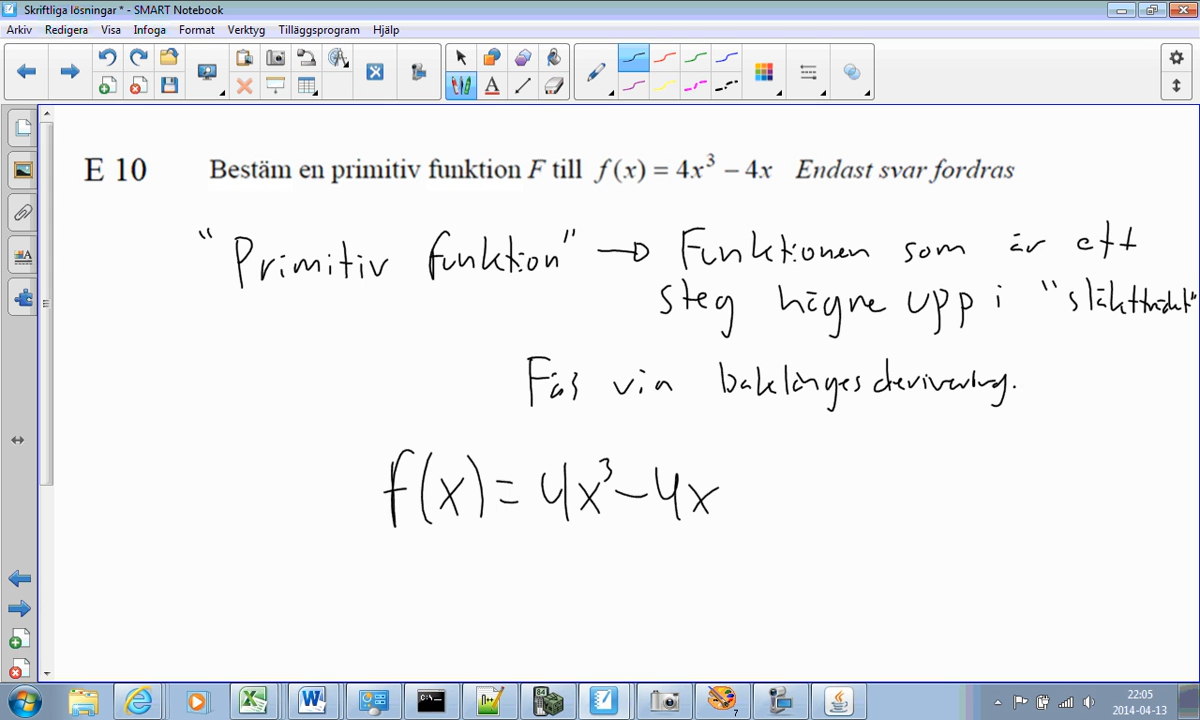 Skriftliga lösningar * - SMART Notebook
Arkiv Redigera Visa Infoga Format Verktyg Tilläggsprogram Hjälp
E 10 Bestäm en primitiv funktion F till f(x) = 4x³ – 4x Endast svar fordras
"Primitiv funktion" → Funktionen som är ett
steg högre upp i "släktträdet"
Fås via baklängesderivering.
f(x) = 4x³ – 4x
22:05
2014-04-13